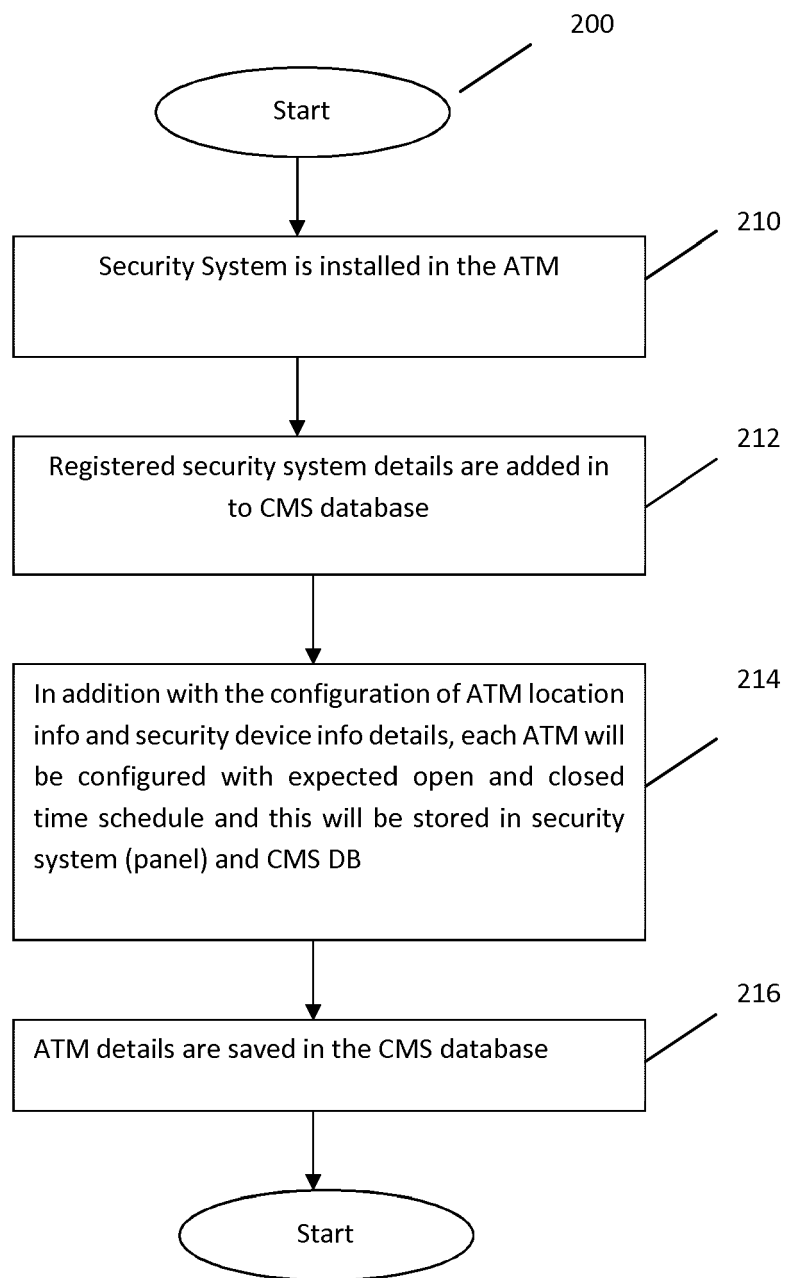 200
Start
210
Security System is installed in the ATM
212
Registered security system details are added in
to CMS database
214
In addition with the configuration of ATM location
info and security device info details, each ATM will
be configured with expected open and closed
time schedule and this will be stored in security
system (panel) and CMS DB
216
ATM details are saved in the CMS database
Start